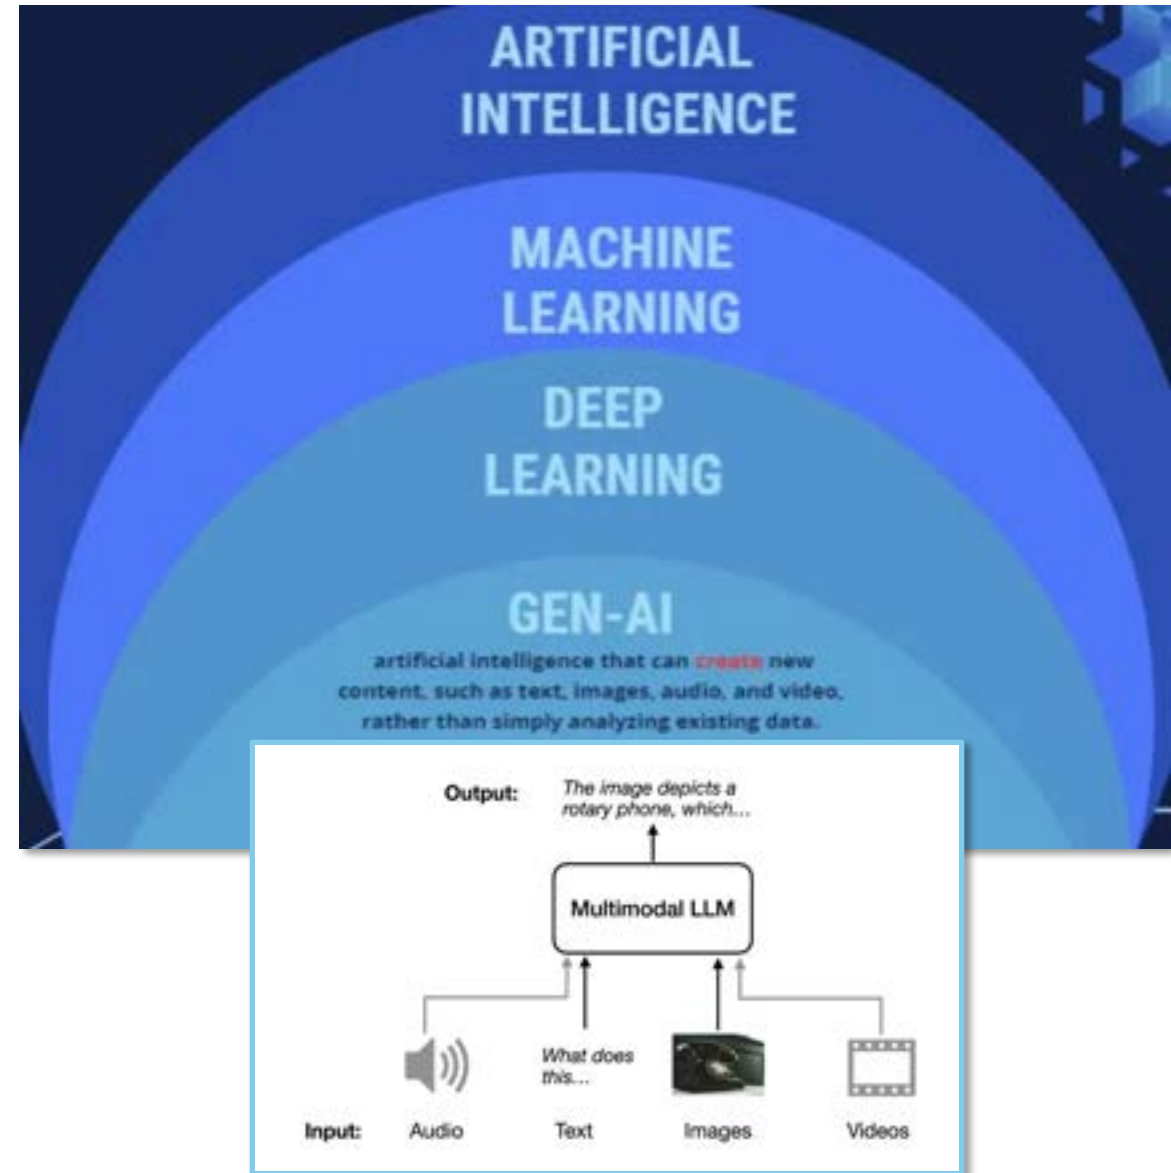 ARTIFICIAL
INTELLIGENCE
MACHINE
LEARNING
DEEP
LEARNING
GEN-AI
artificial intelligence that can create new
content, such as text, images, audio, and video,
rather than simply analyzing existing data.
Output: The image depicts a
rotary phone, which...
Multimodal LLM
What does
this...
Input: Audio Text Images Videos